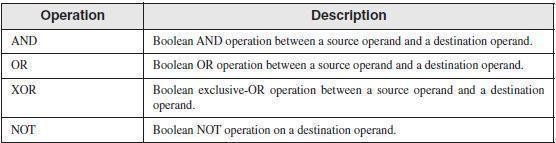 Operation Description
AND Boolean AND operation between a source operand and a destination operand.
OR Boolean OR operation between a source operand and a destination operand.
XOR Boolean exclusive-OR operation between a source operand and a destination
operand.
NOT Boolean NOT operation on a destination operand.